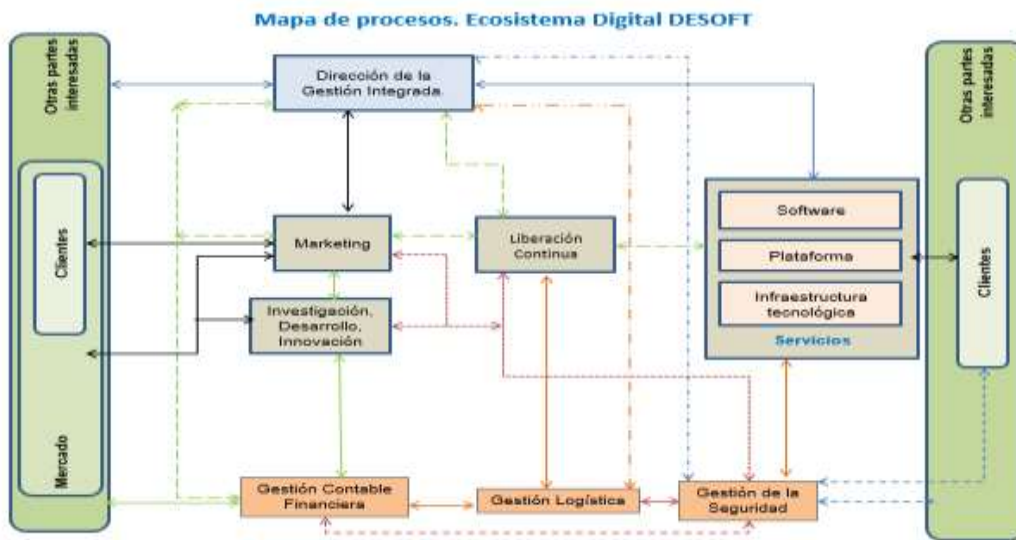 Mapa de procesos. Ecosistema Digital DESOFT
Otras partes
interesadas
Clientes
Mercado
Dirección de la
Gestión Integrada
Marketing
Investigación,
Desarrollo,
Innovación
Liberación
Continua
Software
Plataforma
Infraestructura
tecnológica
Servicios
Otras partes
interesadas
Clientes
Gestión Contable
Financiera
Gestión Logística
Gestión de la
Seguridad